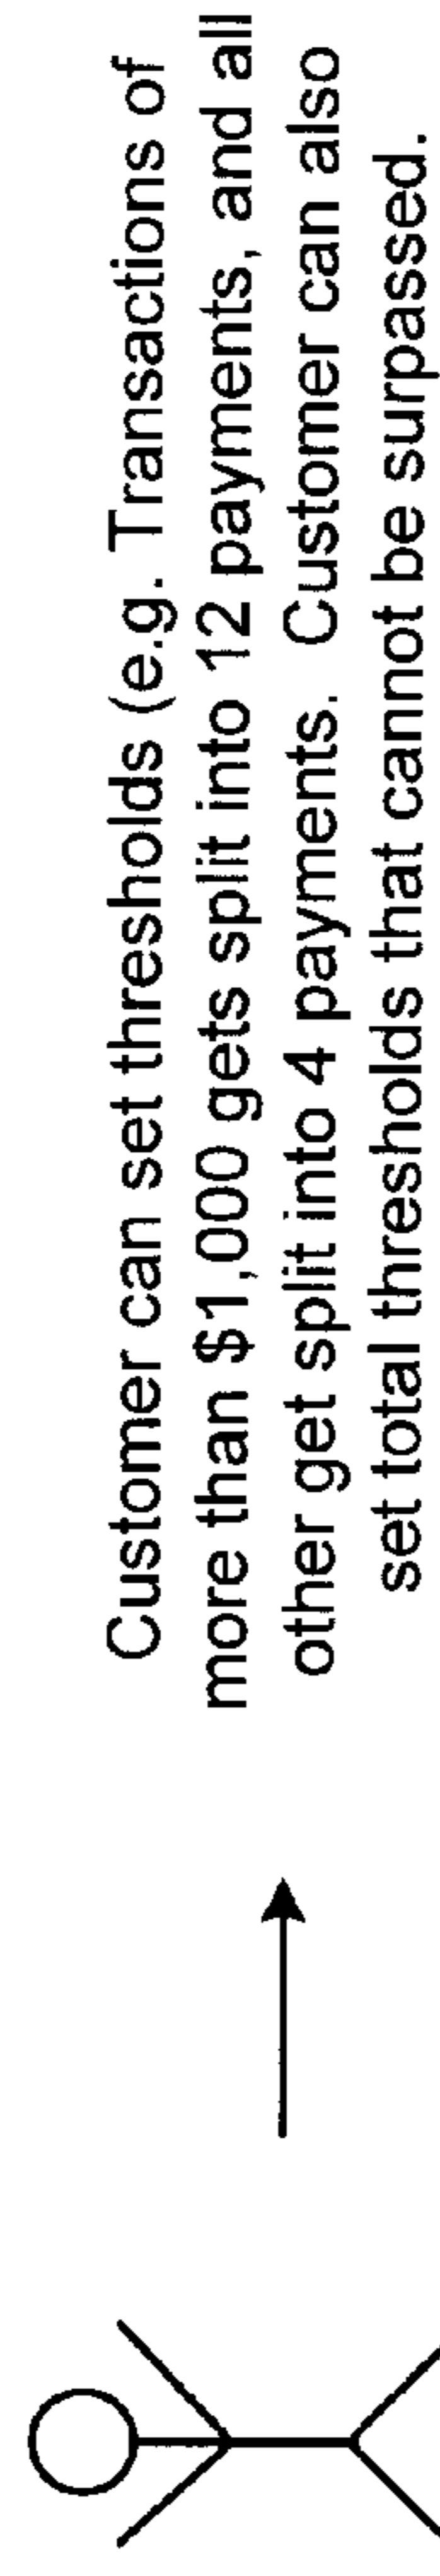 Customer can set thresholds (e.g. Transactions of
more than $1,000 gets split into 12 payments, and all
other get split into 4 payments.  Customer can also
set total thresholds that cannot be surpassed.